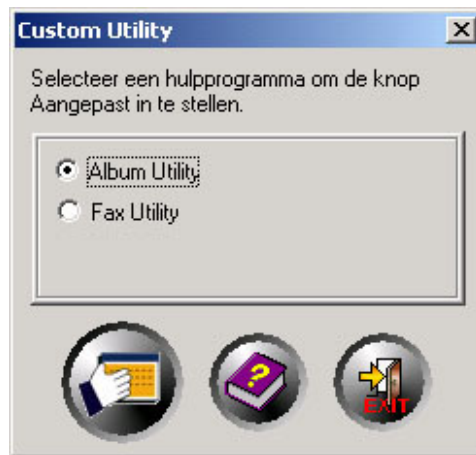 Custom Utility
Selecteer een hulpprogramma om de knop
Aangepast in te stellen.
Album Utility
Fax Utility
?
EXIT